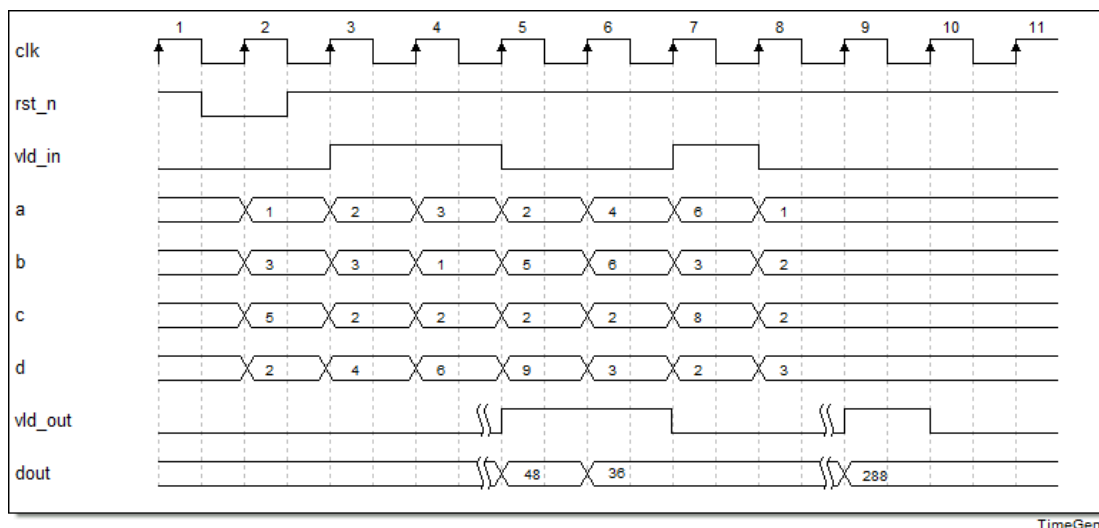 1 2 3 4 5 6 7 8 9 10 11
clk
rst_n
vld_in
a 1 2 3 2 4 6 1
b 3 3 1 5 6 3 2
c 5 2 2 2 2 8 2
d 2 4 6 9 3 2 3
vld_out
dout 48 36 288
TimeGen